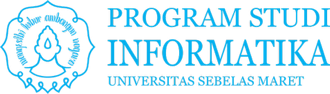 PROGRAM STUDI
INFORMATIKA
UNIVERSITAS SEBELAS MARET